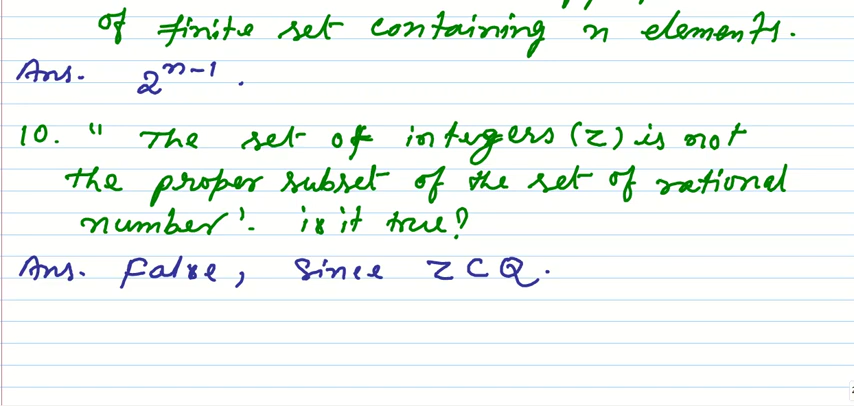 of finite set containing n elements.
Ans. 2^{n-1}.
10. " The set of integers (Z) is not
the proper subset of the set of rational
number'. is it true?
Ans. False, Since Z ⊂ Q.